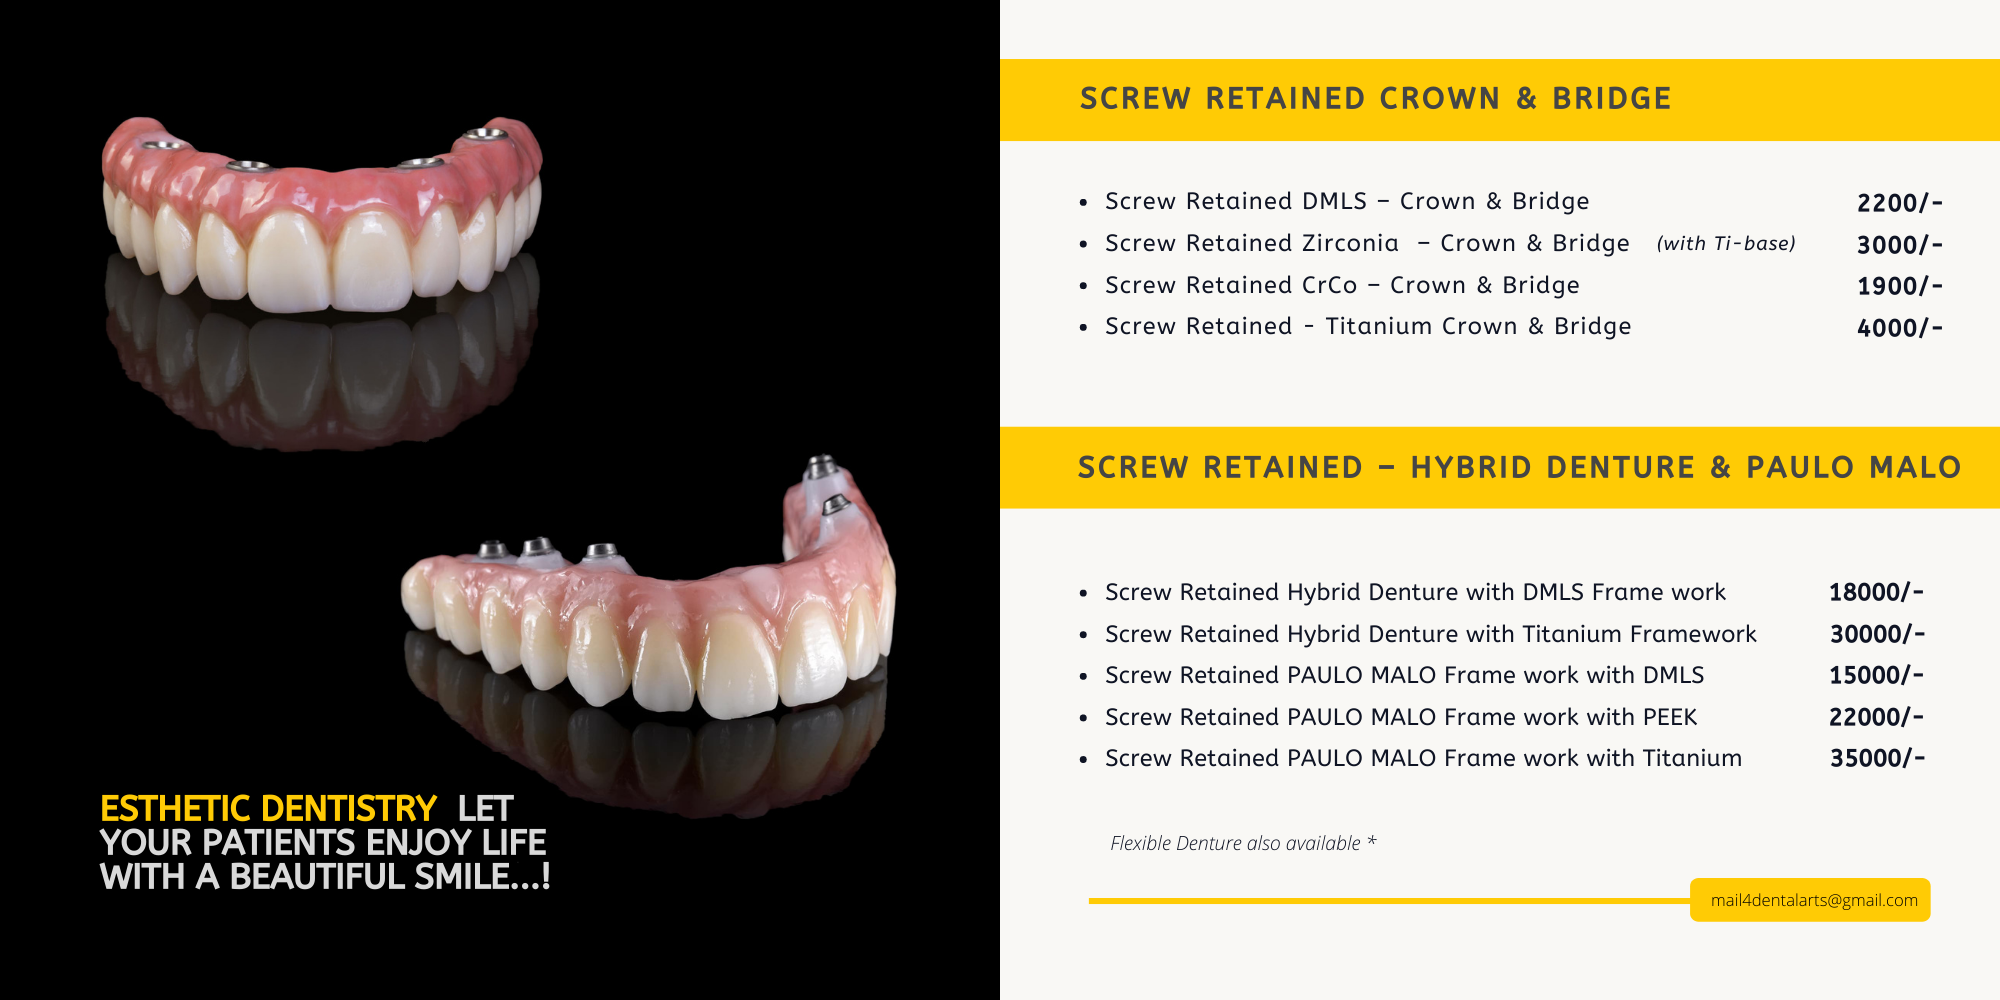 ESTHETIC DENTISTRY LET
YOUR PATIENTS ENJOY LIFE
WITH A BEAUTIFUL SMILE...!
SCREW RETAINED CROWN & BRIDGE
• Screw Retained DMLS – Crown & Bridge 2200/-
• Screw Retained Zirconia – Crown & Bridge (with Ti-base) 3000/-
• Screw Retained CrCo – Crown & Bridge 1900/-
• Screw Retained - Titanium Crown & Bridge 4000/-
SCREW RETAINED – HYBRID DENTURE & PAULO MALO
• Screw Retained Hybrid Denture with DMLS Frame work 18000/-
• Screw Retained Hybrid Denture with Titanium Framework 30000/-
• Screw Retained PAULO MALO Frame work with DMLS 15000/-
• Screw Retained PAULO MALO Frame work with PEEK 22000/-
• Screw Retained PAULO MALO Frame work with Titanium 35000/-
Flexible Denture also available *
mail4dentalarts@gmail.com